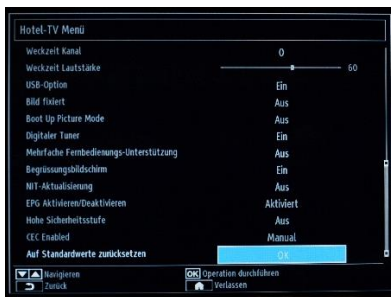 Hotel-TV Menü
Weckzeit Kanal 0
Weckzeit Lautstärke 60
USB-Option Ein
Bild fixiert Aus
Boot Up Picture Mode Aus
Digitaler Tuner Ein
Mehrfache Fernbedienungs-Unterstützung Aus
Begrüssungsbildschirm Ein
NIT-Aktualisierung Aus
EPG Aktivieren/Deaktivieren Aktiviert
Hohe Sicherheitsstufe Aus
CEC Enabled Manual
Auf Standardwerte zurücksetzen OK
Navigieren OK Operation durchführen
Zurück Verlassen